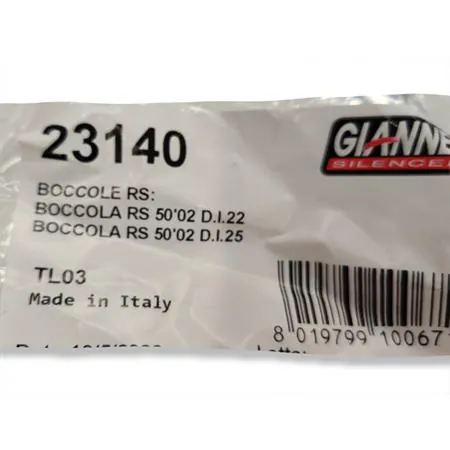 23140
GIANNE
SILENCE
BOCCOLE RS:
BOCCOLA RS 50'02 D.I.22
BOCCOLA RS 50'02 D.I.25
TL03
Made in Italy
8 019799 10067